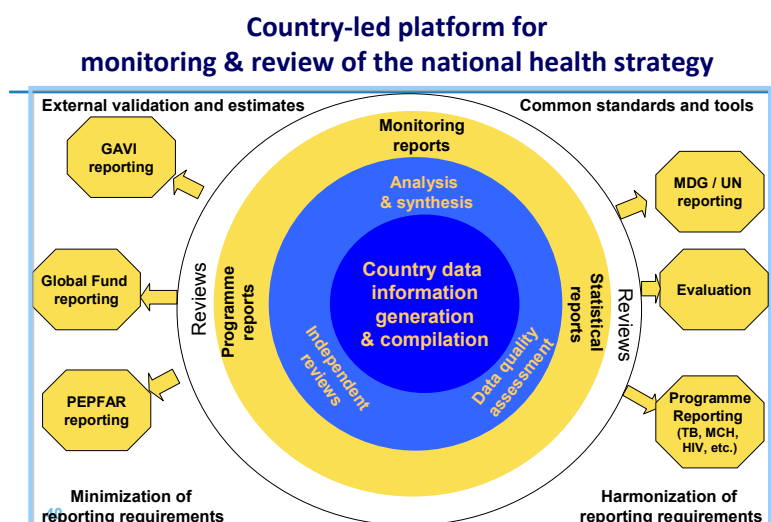 Country-led platform for
monitoring & review of the national health strategy
External validation and estimates
Common standards and tools
GAVI
reporting
Global Fund
reporting
PEPFAR
reporting
Reviews
Programme
reports
Monitoring
reports
Analysis
& synthesis
Country data
information
generation
& compilation
Independent
reviews
Data quality
assessment
Statistical
reports
Reviews
MDG / UN
reporting
Evaluation
Programme
Reporting
(TB, MCH,
HIV, etc.)
Minimization of
reporting requirements
Harmonization of
reporting requirements